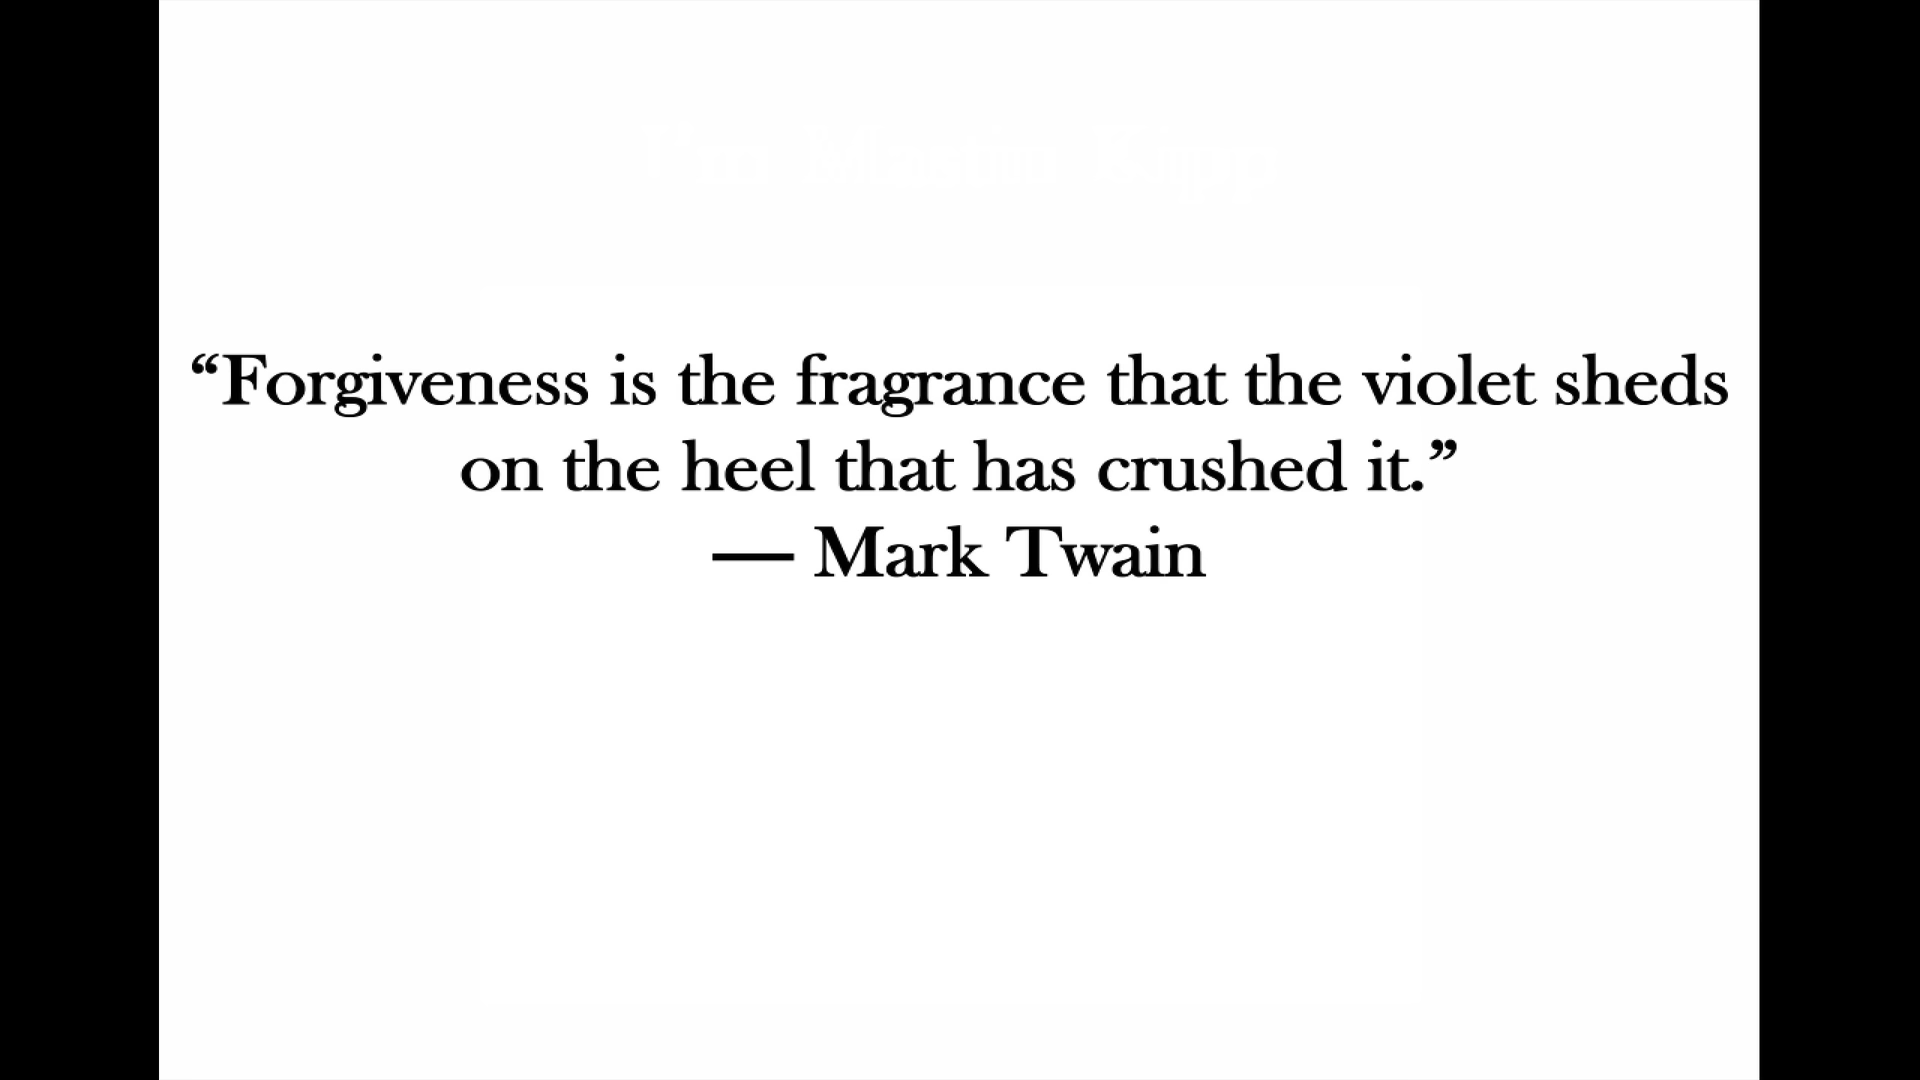 “Forgiveness is the fragrance that the violet sheds
on the heel that has crushed it.”
— Mark Twain